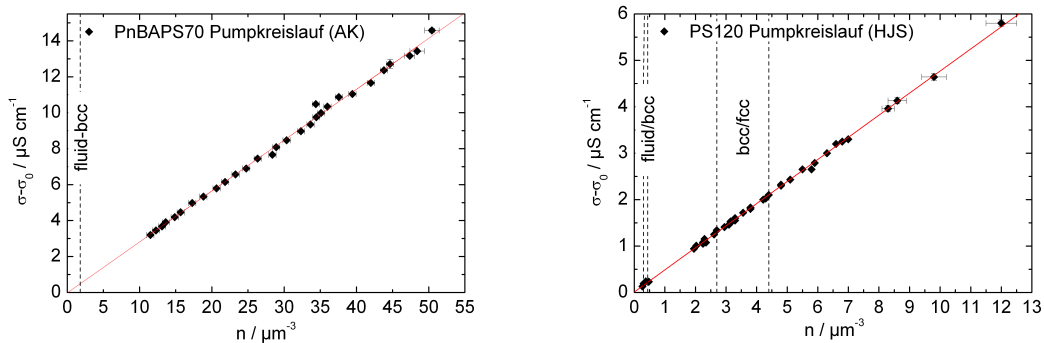 PnBAPS70 Pumpkreislauf (AK)
σ-σ₀ / µS cm⁻¹
fluid-bcc
0 2 4 6 8 10 12 14
0 5 10 15 20 25 30 35 40 45 50 55
n / µm⁻³
PS120 Pumpkreislauf (HJS)
σ-σ₀ / µS cm⁻¹
fluid/bcc
bcc/fcc
0 1 2 3 4 5 6
0 1 2 3 4 5 6 7 8 9 10 11 12 13
n / µm⁻³